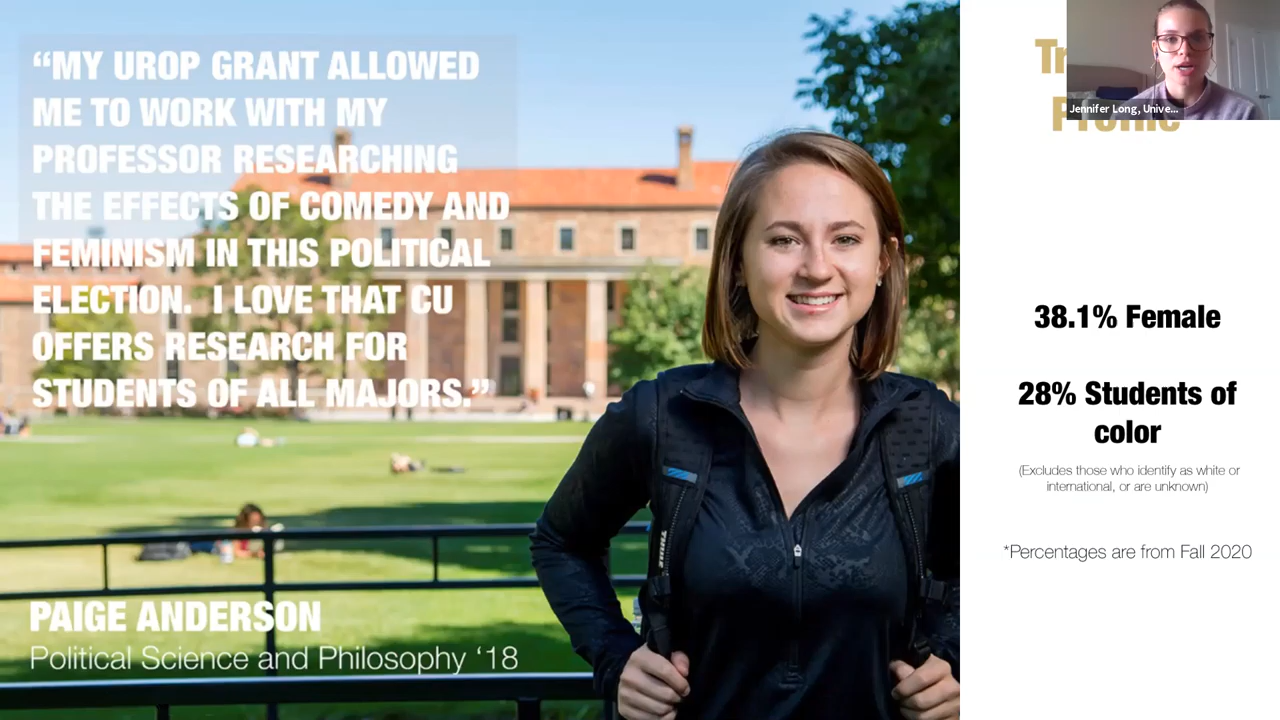 “MY UROP GRANT ALLOWED
ME TO WORK WITH MY
PROFESSOR RESEARCHING
THE EFFECTS OF COMEDY AND
FEMINISM IN THIS POLITICAL
ELECTION. I LOVE THAT CU
OFFERS RESEARCH FOR
STUDENTS OF ALL MAJORS.”
PAIGE ANDERSON
Political Science and Philosophy ‘18
THULE
Jennifer Long, Unive...
Profile
38.1% Female
28% Students of
color
(Excludes those who identify as white or
international, or are unknown)
*Percentages are from Fall 2020